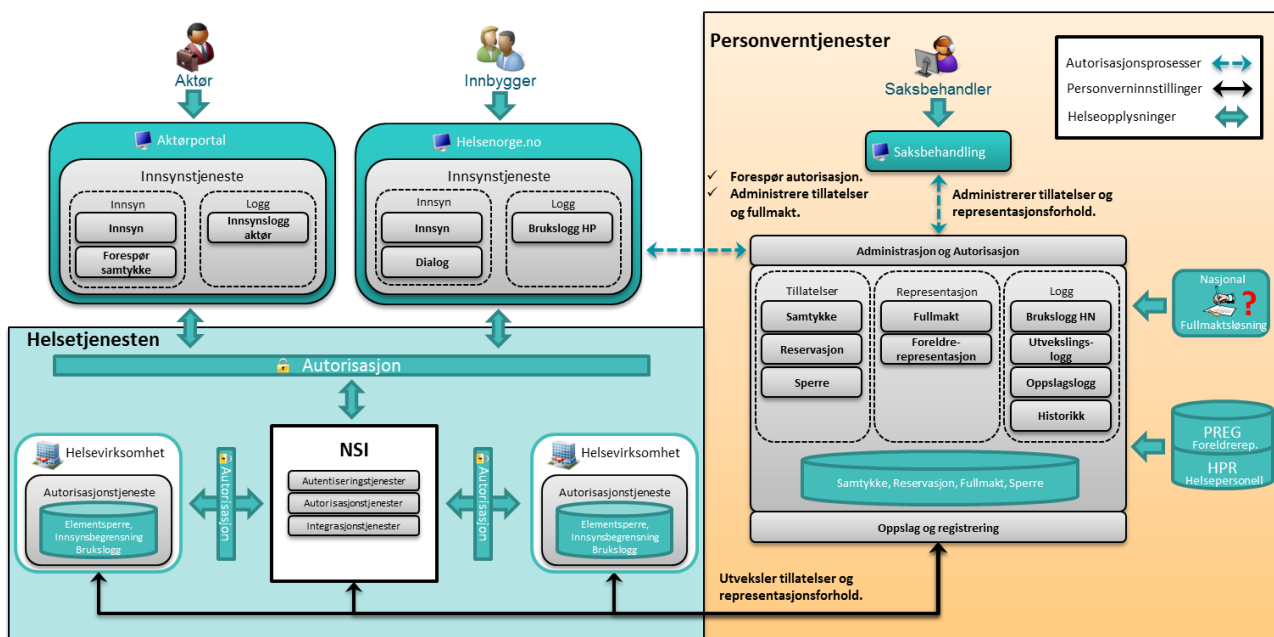 Aktør
Innbygger
Aktørportal
Innsynstjeneste
Innsyn
Innsyn
Forespør
samtykke
Logg
Innsynslogg
aktør
Helsenorge.no
Innsynstjeneste
Innsyn
Innsyn
Dialog
Logg
Brukslogg HP
Personverntjenester
Saksbehandler
Saksbehandling
Autorisasjonsprosesser
Personverninnstillinger
Helseopplysninger
✓ Forespør autorisasjon.
✓ Administrere tillatelser
og fullmakt.
Administrerer tillatelser og
representasjonsforhold.
Administrasjon og Autorisasjon
Tillatelser
Samtykke
Reservasjon
Sperre
Representasjon
Fullmakt
Foreldre-
representasjon
Logg
Brukslogg HN
Utvekslings-
logg
Oppslagslogg
Historikk
Samtykke, Reservasjon, Fullmakt, Sperre
Oppslag og registrering
Nasjonal
?
Fullmaktsløsning
PREG
Foreldrerep.
HPR
Helsepersonell
Helsetjenesten
Autorisasjon
Helsevirksomhet
Autorisasjonstjeneste
Elementsperre,
Innsynsbegrensning
Brukslogg
Autorisasjon
NSI
Autentiseringstjenester
Autorisasjonstjenester
Integrasjonstjenester
Autorisasjon
Helsevirksomhet
Autorisasjonstjeneste
Elementsperre,
Innsynsbegrensning
Brukslogg
Utveksler tillatelser og
representasjonsforhold.